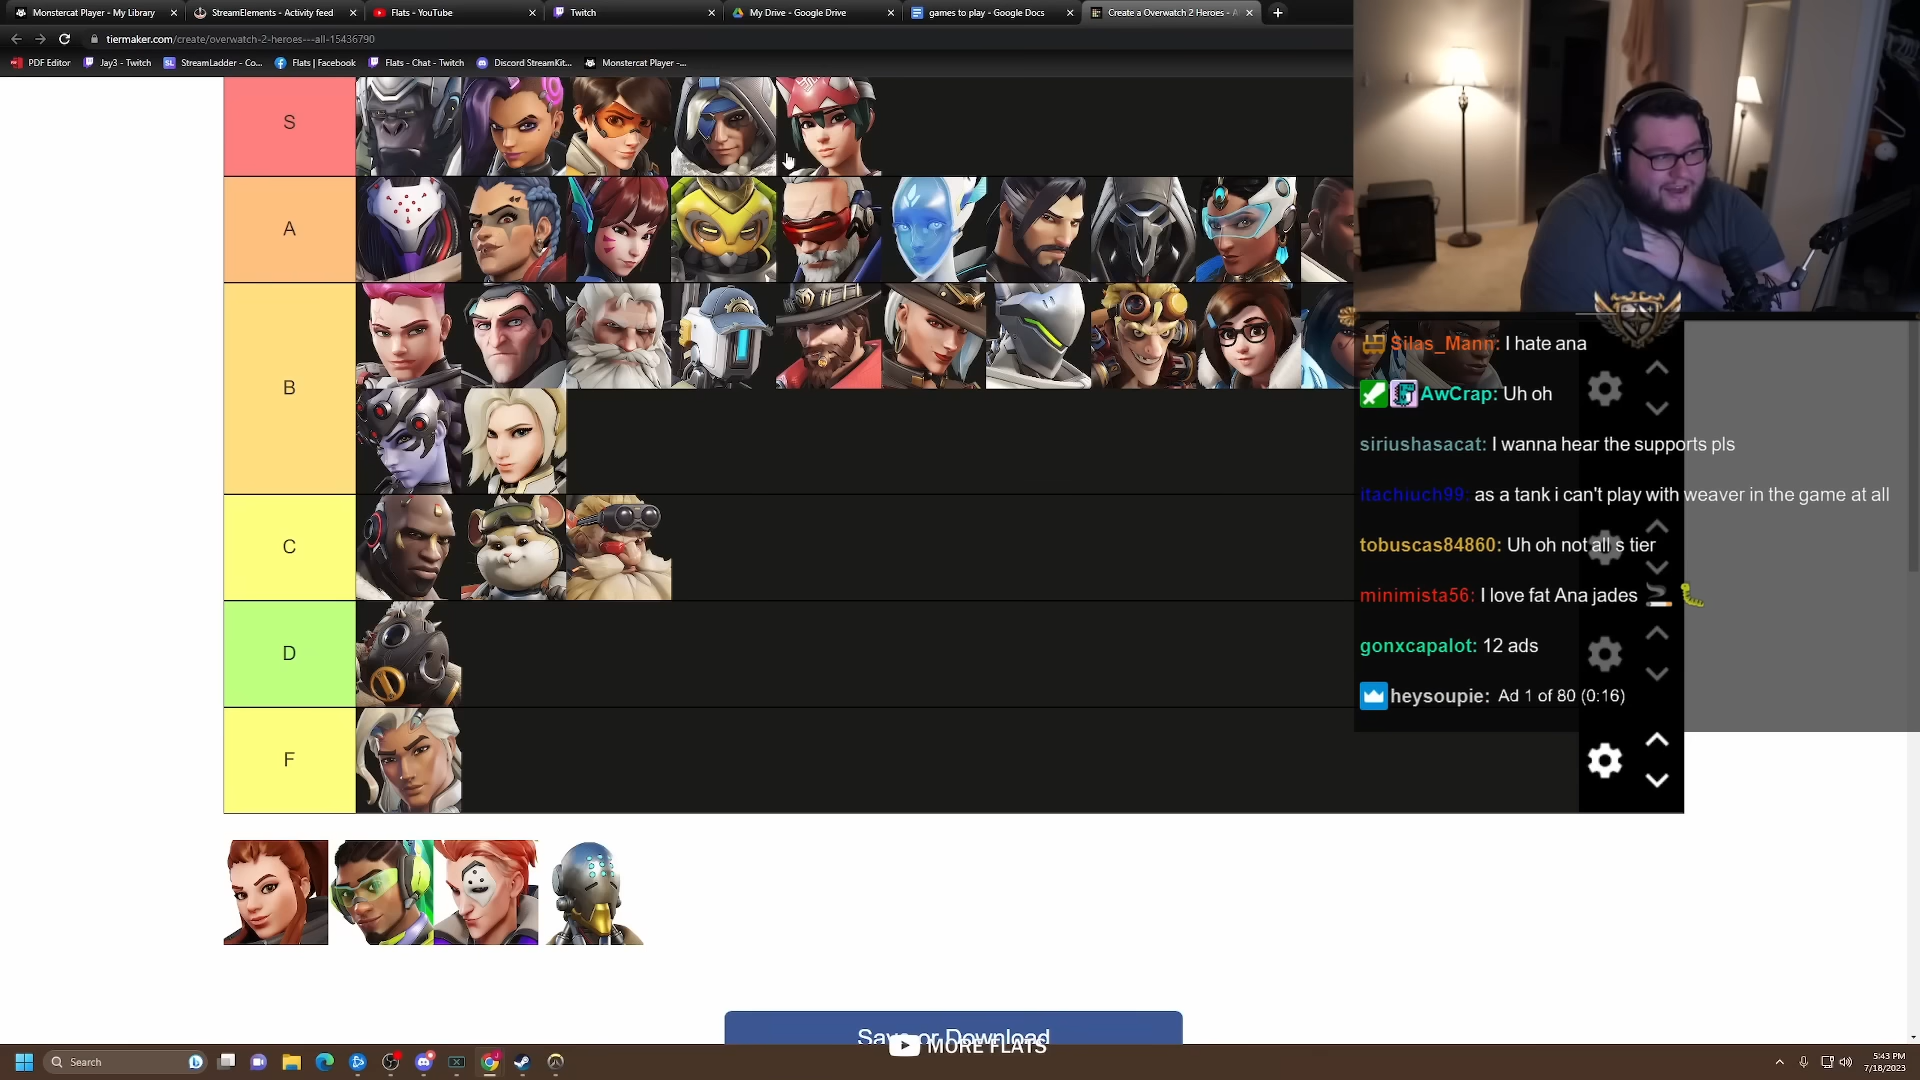 Monstercat Player - My Library
StreamElements - Activity feed
Flats - YouTube
Twitch
My Drive - Google Drive
games to play - Google Docs
Create a Overwatch 2 Heroes - A
tiermaker.com/create/overwatch-2-heroes---all-15436790
PDF Editor
Jay3 - Twitch
StreamLadder - Co...
Flats | Facebook
Flats - Chat - Twitch
Discord StreamKit...
Monstercat Player -...
S
A
B
C
D
F
Silas_Mann: I hate ana
AwCrap: Uh oh
siriushasacat: I wanna hear the supports pls
itachiuch99: as a tank i can't play with weaver in the game at all
tobuscas84860: Uh oh not all s tier
minimista56: I love fat Ana jades
gonxcapalot: 12 ads
heysoupie: Ad 1 of 80 (0:16)
Save or Download
MORE FLATS
Search
5:43 PM
7/18/2023